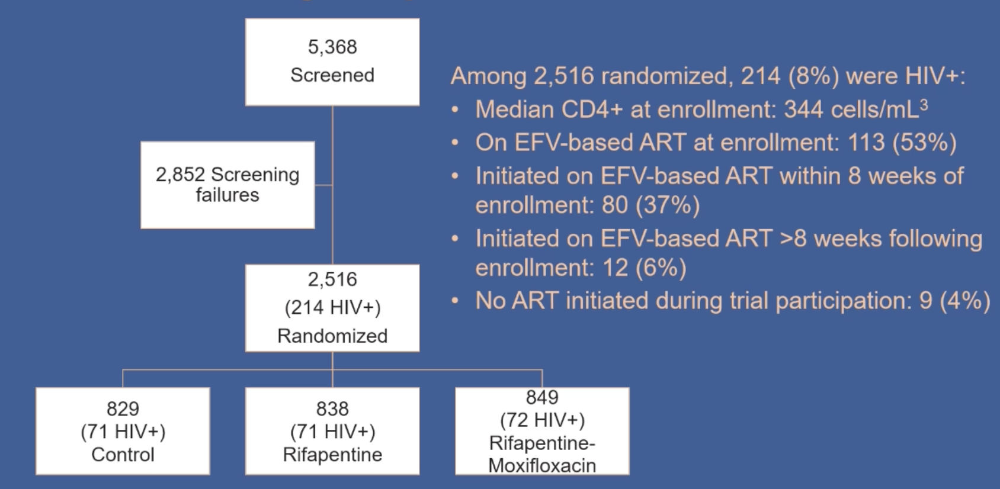 5,368
Screened
2,852 Screening
failures
2,516
(214 HIV+)
Randomized
829
(71 HIV+)
Control
838
(71 HIV+)
Rifapentine
849
(72 HIV+)
Rifapentine-
Moxifloxacin
Among 2,516 randomized, 214 (8%) were HIV+:
• Median CD4+ at enrollment: 344 cells/mL³
• On EFV-based ART at enrollment: 113 (53%)
• Initiated on EFV-based ART within 8 weeks of
enrollment: 80 (37%)
• Initiated on EFV-based ART >8 weeks following
enrollment: 12 (6%)
• No ART initiated during trial participation: 9 (4%)